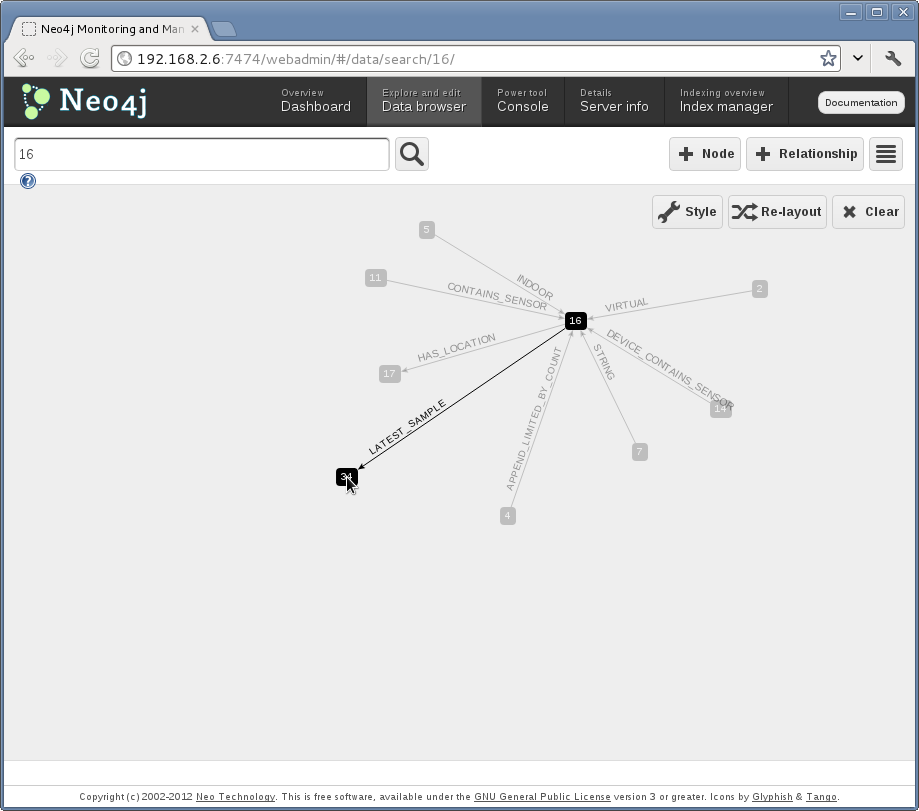 Neo4j Monitoring and Man
192.168.2.6:7474/webadmin/#/data/search/16/
Neo4j
Overview
Dashboard
Explore and edit
Data browser
Power tool
Console
Details
Server info
Indexing overview
Index manager
Documentation
16
Node
Relationship
?
Style
Re-layout
Clear
5
INDOOR
11
CONTAINS_SENSOR
2
VIRTUAL
16
HAS_LOCATION
17
DEVICE_CONTAINS_SENSOR
14
STRING
7
APPEND_LIMITED_BY_COUNT
4
LATEST_SAMPLE
Copyright (c) 2002-2012 Neo Technology. This is free software, available under the GNU General Public License version 3 or greater. Icons by Glyphish & Tango.